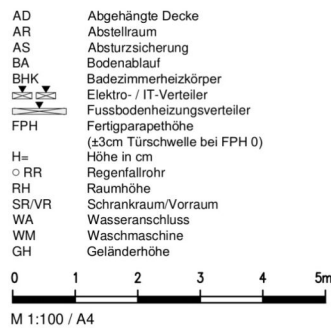 AD Abgehängte Decke
AR Abstellraum
AS Absturzsicherung
BA Bodenablauf
BHK Badezimmerheizkörper
Elektro- / IT-Verteiler
Fussbodenheizungsverteiler
FPH Fertigparapethöhe
(±3cm Türschwelle bei FPH 0)
H= Höhe in cm
○ RR Regenfallrohr
RH Raumhöhe
SR/VR Schrankraum/Vorraum
WA Wasseranschluss
WM Waschmaschine
GH Geländerhöhe
0 1 2 3 4 5m
M 1:100 / A4